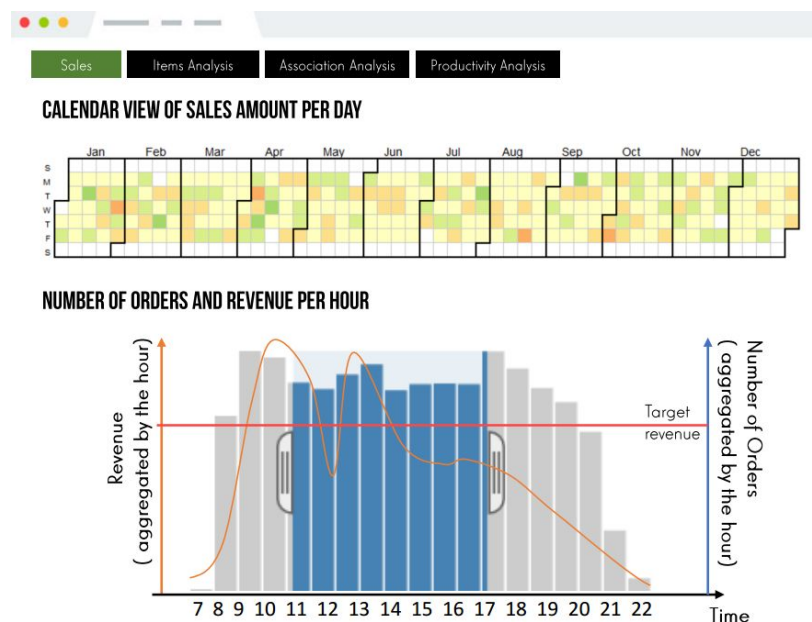 Sales Items Analysis Association Analysis Productivity Analysis
CALENDAR VIEW OF SALES AMOUNT PER DAY
Jan Feb Mar Apr May Jun Jul Aug Sep Oct Nov Dec
S
M
T
W
T
F
S
NUMBER OF ORDERS AND REVENUE PER HOUR
Revenue
( aggregated by the hour)
Target
revenue
Number of Orders
( aggregated by the hour)
7 8 9 10 11 12 13 14 15 16 17 18 19 20 21 22
Time